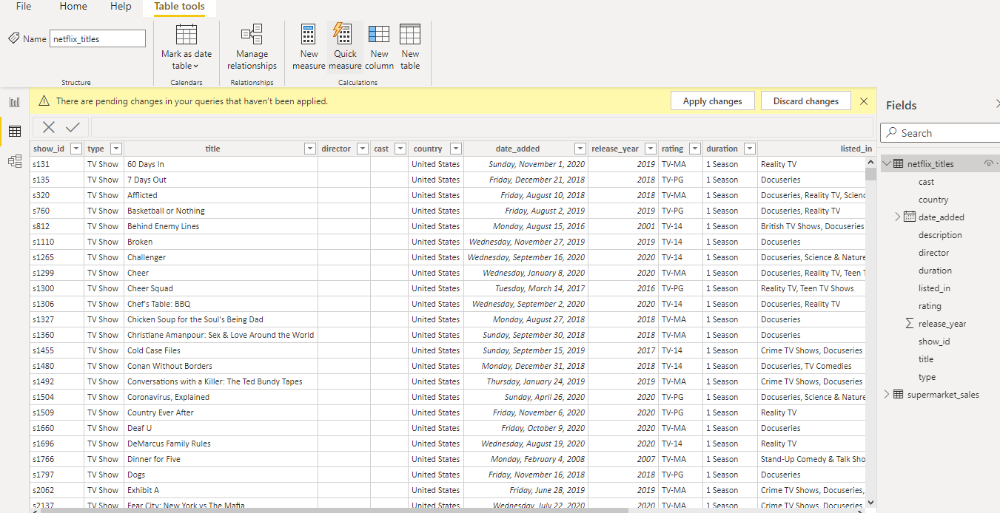 File Home Help Table tools
Name netflix_titles
Mark as date table
Manage relationships
New measure
Quick measure
New column
New table
Structure Calendars Relationships Calculations
There are pending changes in your queries that haven't been applied. Apply changes Discard changes
Fields
Search
show_id type title director cast country date_added release_year rating duration listed_in
s131 TV Show 60 Days In United States Sunday, November 1, 2020 2019 TV-MA 1 Season Reality TV
s135 TV Show 7 Days Out United States Friday, December 21, 2018 2018 TV-PG 1 Season Docuseries
s320 TV Show Afflicted United States Friday, August 10, 2018 2018 TV-MA 1 Season Docuseries, Reality TV, Scienc
s760 TV Show Basketball or Nothing United States Friday, August 2, 2019 2019 TV-PG 1 Season Docuseries, Reality TV
s812 TV Show Behind Enemy Lines United States Monday, August 15, 2016 2001 TV-14 1 Season British TV Shows, Docuseries
s1110 TV Show Broken United States Wednesday, November 27, 2019 2019 TV-14 1 Season Docuseries
s1265 TV Show Challenger United States Wednesday, September 16, 2020 2020 TV-14 1 Season Docuseries, Science & Nature
s1299 TV Show Cheer United States Wednesday, January 8, 2020 2020 TV-MA 1 Season Docuseries, Reality TV, Teen T
s1300 TV Show Cheer Squad United States Tuesday, March 14, 2017 2016 TV-PG 1 Season Reality TV, Teen TV Shows
s1306 TV Show Chef's Table: BBQ United States Wednesday, September 2, 2020 2020 TV-14 1 Season Docuseries, Reality TV
s1327 TV Show Chicken Soup for the Soul's Being Dad United States Monday, August 27, 2018 2018 TV-MA 1 Season Docuseries
s1360 TV Show Christiane Amanpour: Sex & Love Around the World United States Sunday, September 30, 2018 2018 TV-MA 1 Season Docuseries
s1455 TV Show Cold Case Files United States Sunday, September 15, 2019 2017 TV-14 1 Season Crime TV Shows, Docuseries
s1480 TV Show Conan Without Borders United States Monday, December 31, 2018 2018 TV-14 1 Season Docuseries, TV Comedies
s1492 TV Show Conversations with a Killer: The Ted Bundy Tapes United States Thursday, January 24, 2019 2019 TV-MA 1 Season Crime TV Shows, Docuseries
s1504 TV Show Coronavirus, Explained United States Sunday, April 26, 2020 2020 TV-PG 1 Season Docuseries, Science & Nature
s1509 TV Show Country Ever After United States Friday, November 6, 2020 2020 TV-PG 1 Season Reality TV
s1660 TV Show Deaf U United States Friday, October 9, 2020 2020 TV-MA 1 Season Docuseries
s1696 TV Show DeMarcus Family Rules United States Wednesday, August 19, 2020 2020 TV-14 1 Season Reality TV
s1766 TV Show Dinner for Five United States Monday, February 4, 2008 2007 TV-MA 1 Season Stand-Up Comedy & Talk Sho
s1797 TV Show Dogs United States Friday, November 16, 2018 2018 TV-PG 1 Season Docuseries
s2062 TV Show Exhibit A United States Friday, June 28, 2019 2019 TV-MA 1 Season Crime TV Shows, Docuseries,
s2137 TV Show Fear City: New York vs The Mafia United States Wednesday, July 22, 2020 2020 TV-MA 1 Season Crime TV Shows, Docuseries
netflix_titles
cast
country
date_added
description
director
duration
listed_in
rating
release_year
show_id
title
type
supermarket_sales